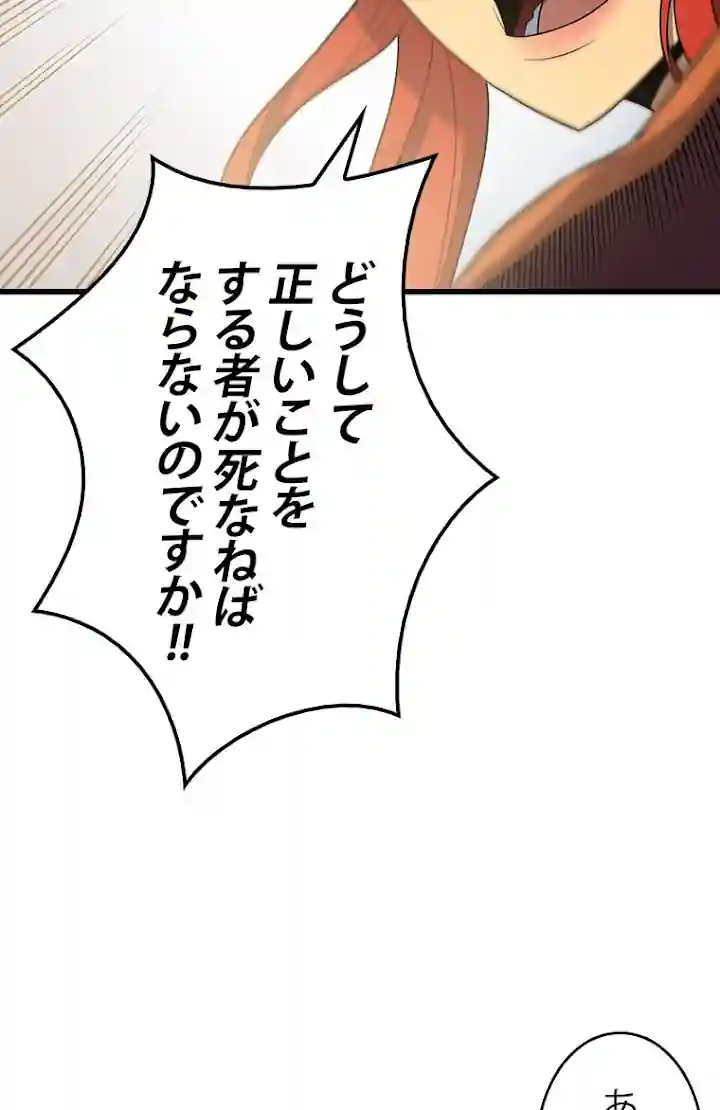 どうして
正しいことを
する者が死なねば
ならないのですか!!
あ